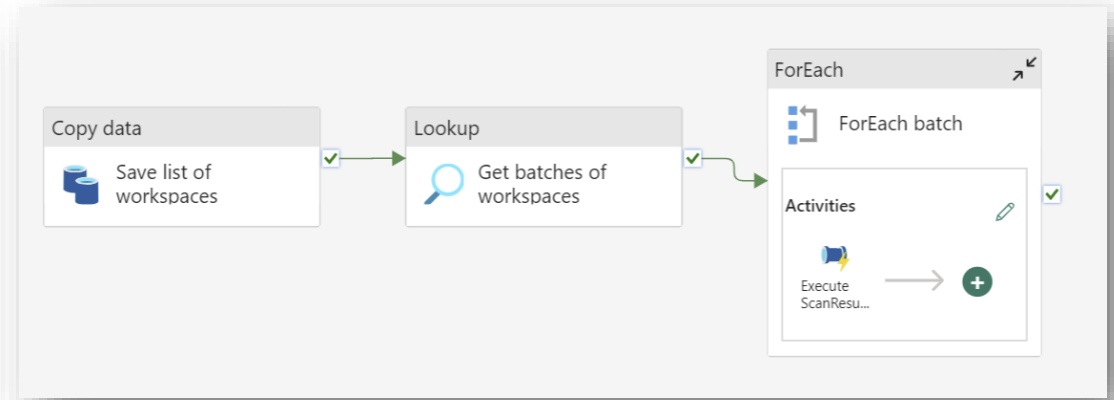 Copy data
Save list of
workspaces
Lookup
Get batches of
workspaces
ForEach
ForEach batch
Activities
Execute
ScanResu...